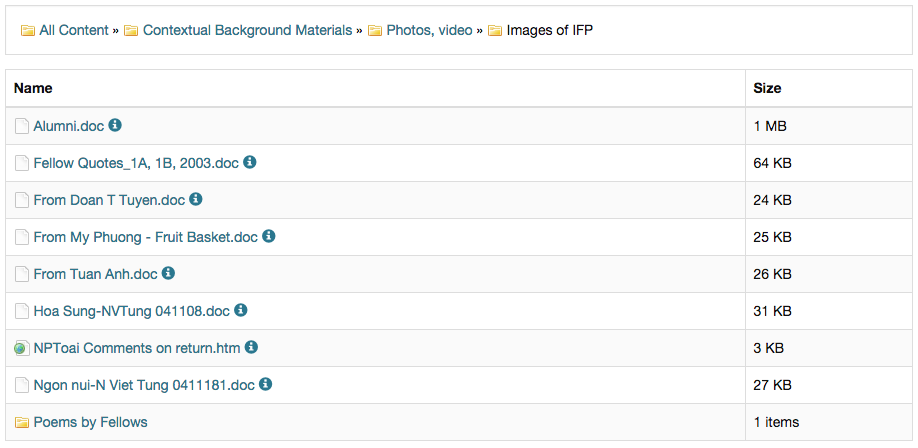 All Content » Contextual Background Materials » Photos, video » Images of IFP
Name Size
Alumni.doc 1 MB
Fellow Quotes_1A, 1B, 2003.doc 64 KB
From Doan T Tuyen.doc 24 KB
From My Phuong - Fruit Basket.doc 25 KB
From Tuan Anh.doc 26 KB
Hoa Sung-NVTung 041108.doc 31 KB
NPToai Comments on return.htm 3 KB
Ngon nui-N Viet Tung 0411181.doc 27 KB
Poems by Fellows 1 items